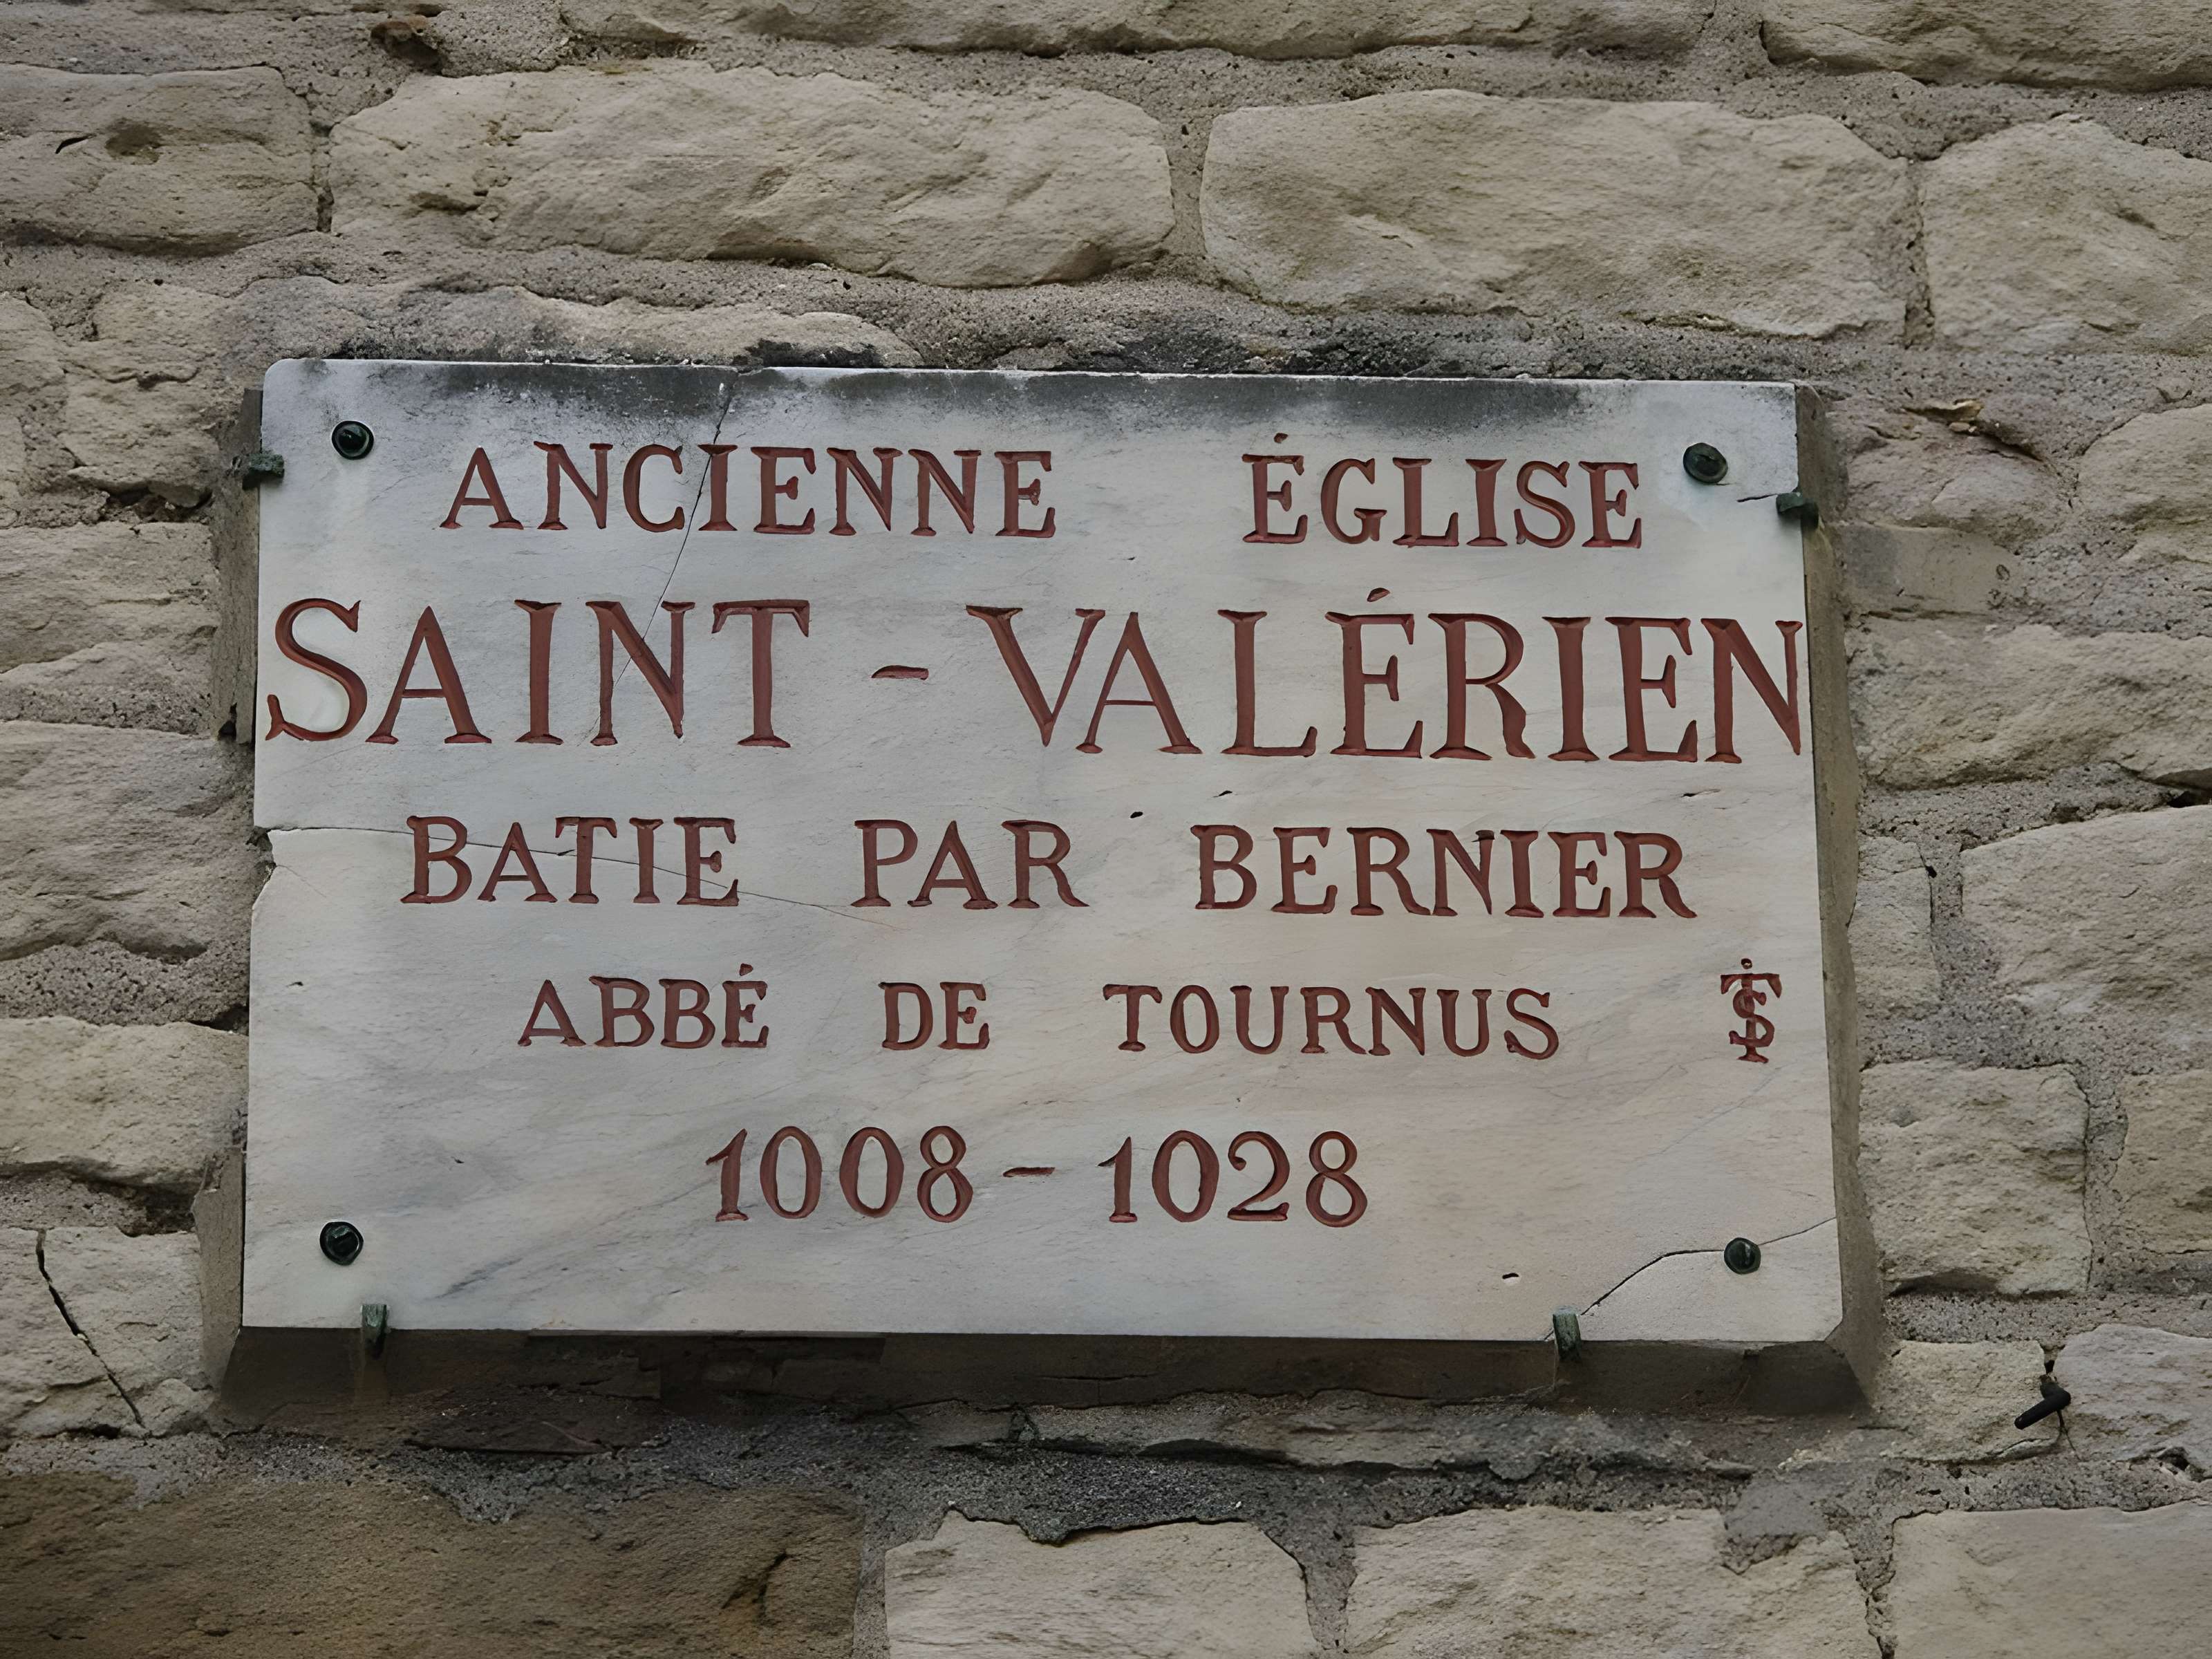 ANCIENNE ÉGLISE
SAINT-VALÉRIEN
BATIE PAR BERNIER
ABBÉ DE TOURNUS
1008-1028